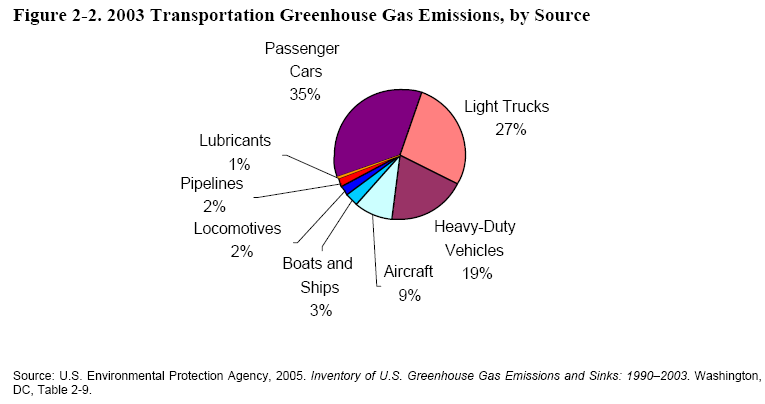 Figure 2-2. 2003 Transportation Greenhouse Gas Emissions, by Source
Passenger
Cars
35%
Light Trucks
27%
Lubricants
1%
Pipelines
2%
Locomotives
2%
Boats and
Ships
3%
Aircraft
9%
Heavy-Duty
Vehicles
19%
Source: U.S. Environmental Protection Agency, 2005. Inventory of U.S. Greenhouse Gas Emissions and Sinks: 1990–2003. Washington,
DC, Table 2-9.